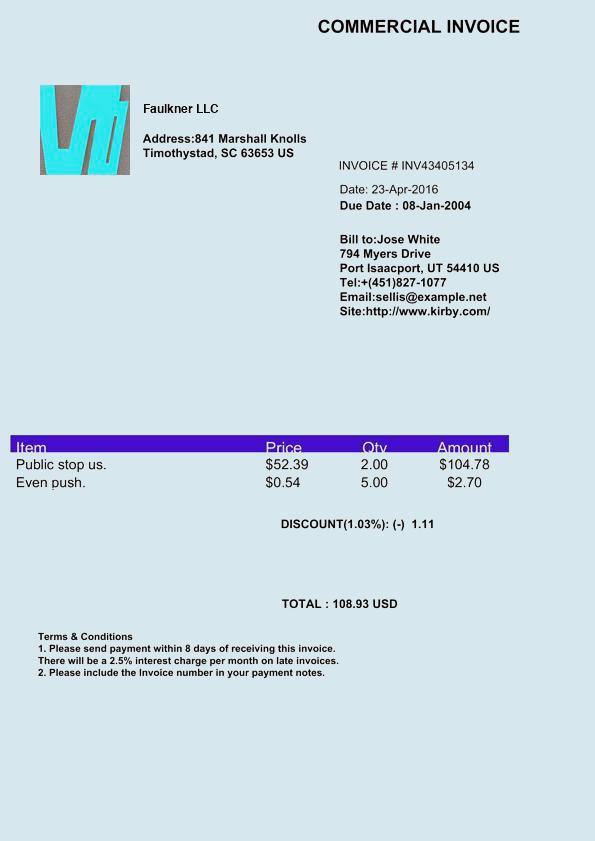 COMMERCIAL INVOICE
Faulkner LLC
Address:841 Marshall Knolls
Timothystad, SC 63653 US
INVOICE # INV43405134
Date: 23-Apr-2016
Due Date : 08-Jan-2004
Bill to:Jose White
794 Myers Drive
Port Isaacport, UT 54410 US
Tel:+(451)827-1077
Email:sellis@example.net
Site:http://www.kirby.com/
Item Price Qty Amount
Public stop us. $52.39 2.00 $104.78
Even push. $0.54 5.00 $2.70
DISCOUNT(1.03%): (-) 1.11
TOTAL : 108.93 USD
Terms & Conditions
1. Please send payment within 8 days of receiving this invoice.
There will be a 2.5% interest charge per month on late invoices.
2. Please include the Invoice number in your payment notes.